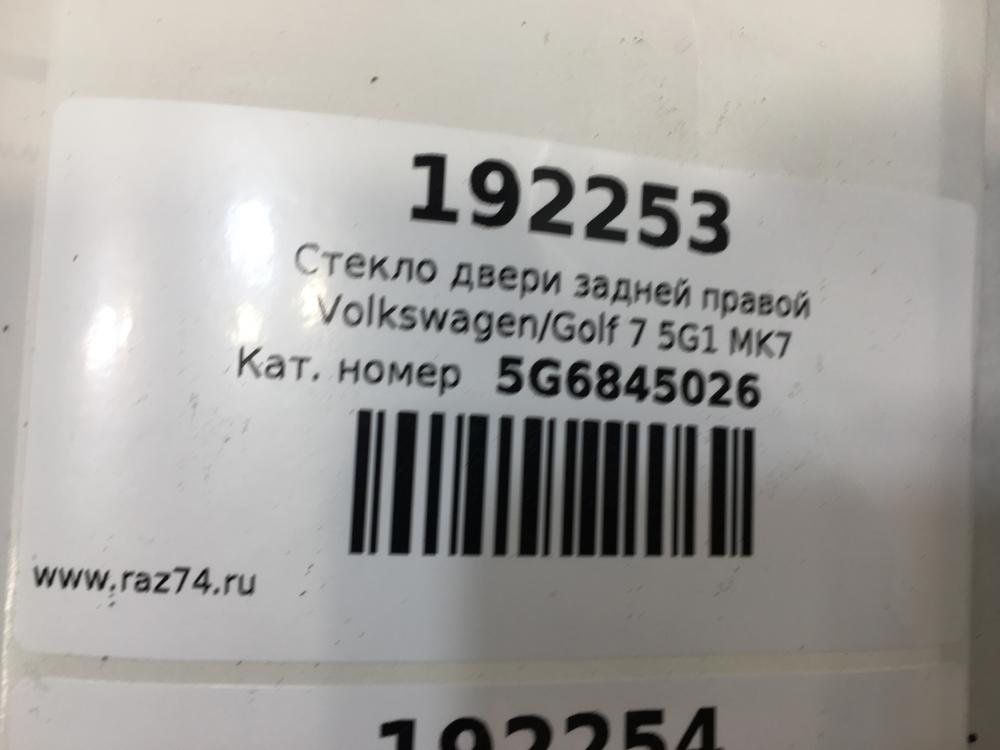 192253
Стекло двери задней правой
Volkswagen/Golf 7 5G1 MK7
Кат. номер 5G6845026
www.raz74.ru
192254